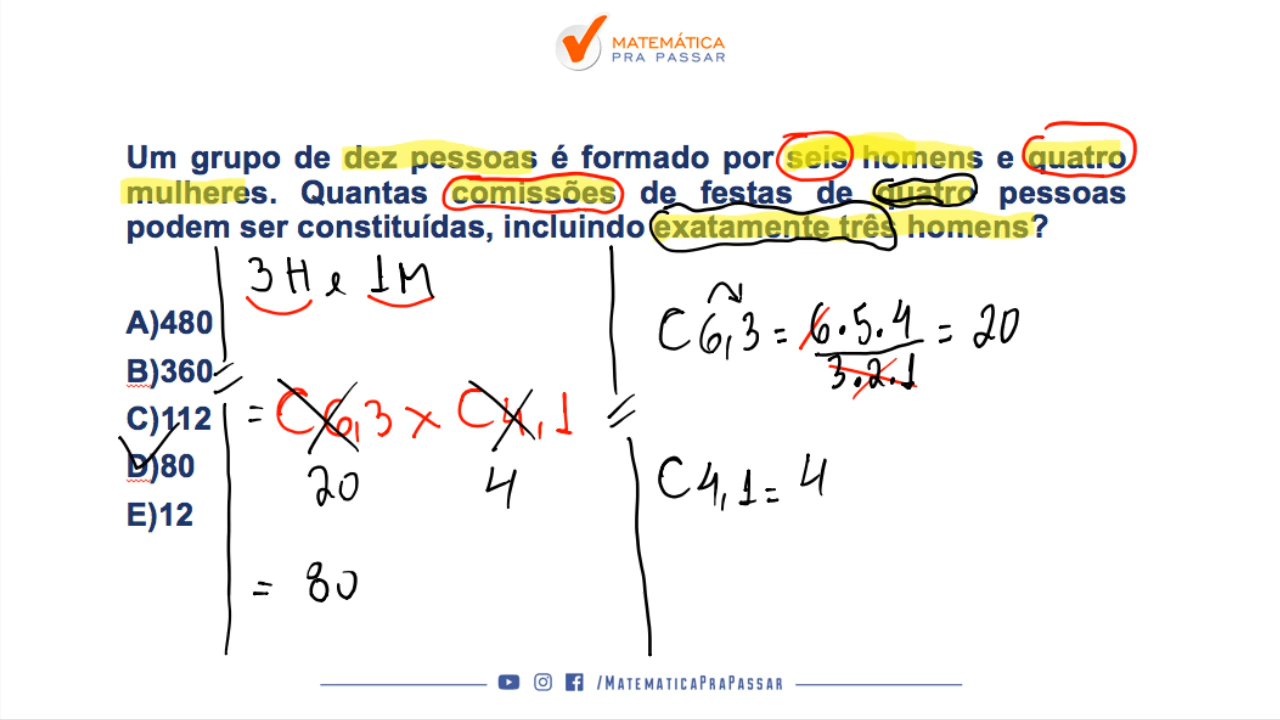 MATEMÁTICA
PRA PASSAR
Um grupo de dez pessoas é formado por seis homens e quatro
mulheres. Quantas comissões de festas de quatro pessoas
podem ser constituídas, incluindo exatamente três homens?
A)480
B)360
C)112
D)80
E)12
3H e 1M
= C6,3 x C4,1
20 4
= 80
C6,3 = 6.5.4 = 20
3.2.1
C4,1 = 4
/MATEMATICAPRAPASSAR